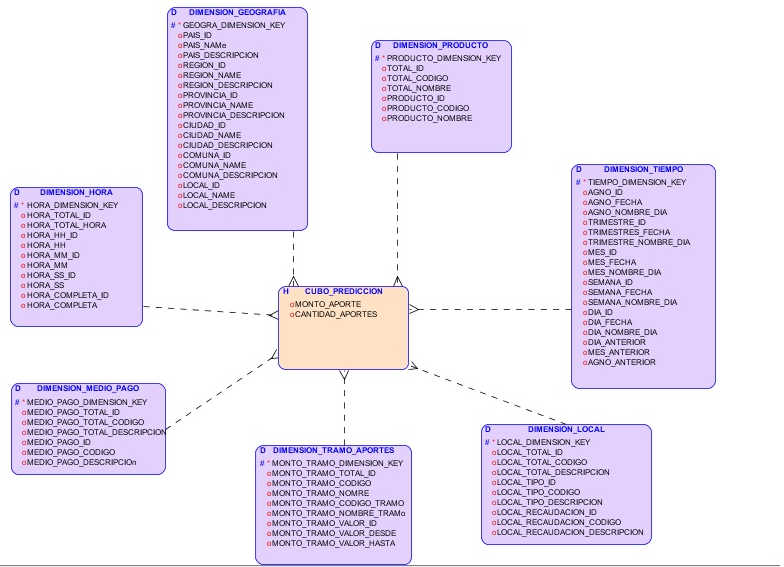 D DIMENSION_GEOGRAFIA
# * GEOGRA_DIMENSION_KEY
o PAIS_ID
o PAIS_NAMe
o PAIS_DESCRIPCION
o REGION_ID
o REGION_NAME
o REGION_DESCRIPCION
o PROVINCIA_ID
o PROVINCIA_NAME
o PROVINCIA_DESCRIPCION
o CIUDAD_ID
o CIUDAD_NAME
o CIUDAD_DESCRIPCION
o COMUNA_ID
o COMUNA_NAME
o COMUNA_DESCRIPCION
o LOCAL_ID
o LOCAL_NAME
o LOCAL_DESCRIPCION
D DIMENSION_PRODUCTO
# * PRODUCTO_DIMENSION_KEY
o TOTAL_ID
o TOTAL_CODIGO
o TOTAL_NOMBRE
o PRODUCTO_ID
o PRODUCTO_CODIGO
o PRODUCTO_NOMBRE
D DIMENSION_TIEMPO
# * TIEMPO_DIMENSION_KEY
o AGNO_ID
o AGNO_FECHA
o AGNO_NOMBRE_DIA
o TRIMESTRE_ID
o TRIMESTRES_FECHA
o TRIMESTRE_NOMBRE_DIA
o MES_ID
o MES_FECHA
o MES_NOMBRE_DIA
o SEMANA_ID
o SEMANA_FECHA
o SEMANA_NOMBRE_DIA
o DIA_ID
o DIA_FECHA
o DIA_NOMBRE_DIA
o DIA_ANTERIOR
o MES_ANTERIOR
o AGNO_ANTERIOR
D DIMENSION_HORA
# * HORA_DIMENSION_KEY
o HORA_TOTAL_ID
o HORA_TOTAL_HORA
o HORA_HH_ID
o HORA_HH
o HORA_MM_ID
o HORA_MM
o HORA_SS_ID
o HORA_SS
o HORA_COMPLETA_ID
o HORA_COMPLETA
H CUBO_PREDICCION
o MONTO_APORTE
o CANTIDAD_APORTES
D DIMENSION_MEDIO_PAGO
# * MEDIO_PAGO_DIMENSION_KEY
o MEDIO_PAGO_TOTAL_ID
o MEDIO_PAGO_TOTAL_CODIGO
o MEDIO_PAGO_TOTAL_DESCRIPCION
o MEDIO_PAGO_ID
o MEDIO_PAGO_CODIGO
o MEDIO_PAGO_DESCRIPCIOn
D DIMENSION_TRAMO_APORTES
# * MONTO_TRAMO_DIMENSION_KEY
o MONTO_TRAMO_TOTAL_ID
o MONTO_TRAMO_CODIGO
o MONTO_TRAMO_NOMRE
o MONTO_TRAMO_CODIGO_TRAMO
o MONTO_TRAMO_NOMBRE_TRAMo
o MONTO_TRAMO_VALOR_ID
o MONTO_TRAMO_VALOR_DESDE
o MONTO_TRAMO_VALOR_HASTA
D DIMENSION_LOCAL
# * LOCAL_DIMENSION_KEY
o LOCAL_TOTAL_ID
o LOCAL_TOTAL_CODIGO
o LOCAL_TOTAL_DESCRIPCION
o LOCAL_TIPO_ID
o LOCAL_TIPO_CODIGO
o LOCAL_TIPO_DESCRIPCION
o LOCAL_RECAUDACION_ID
o LOCAL_RECAUDACION_CODIGO
o LOCAL_RECAUDACION_DESCRIPCION